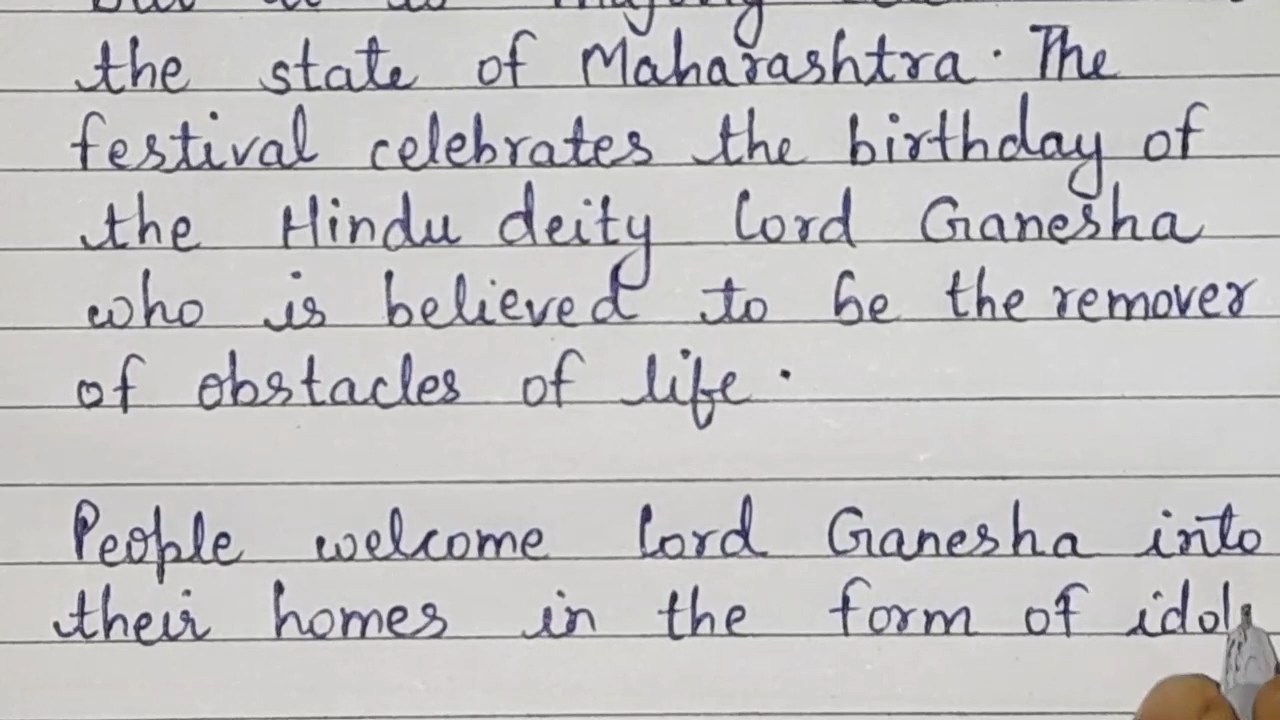 the state of Maharashtra. The
festival celebrates the birthday of
the Hindu deity lord Ganesha
who is believed to be the remover
of obstacles of life.
People welcome lord Ganesha into
their homes in the form of idol